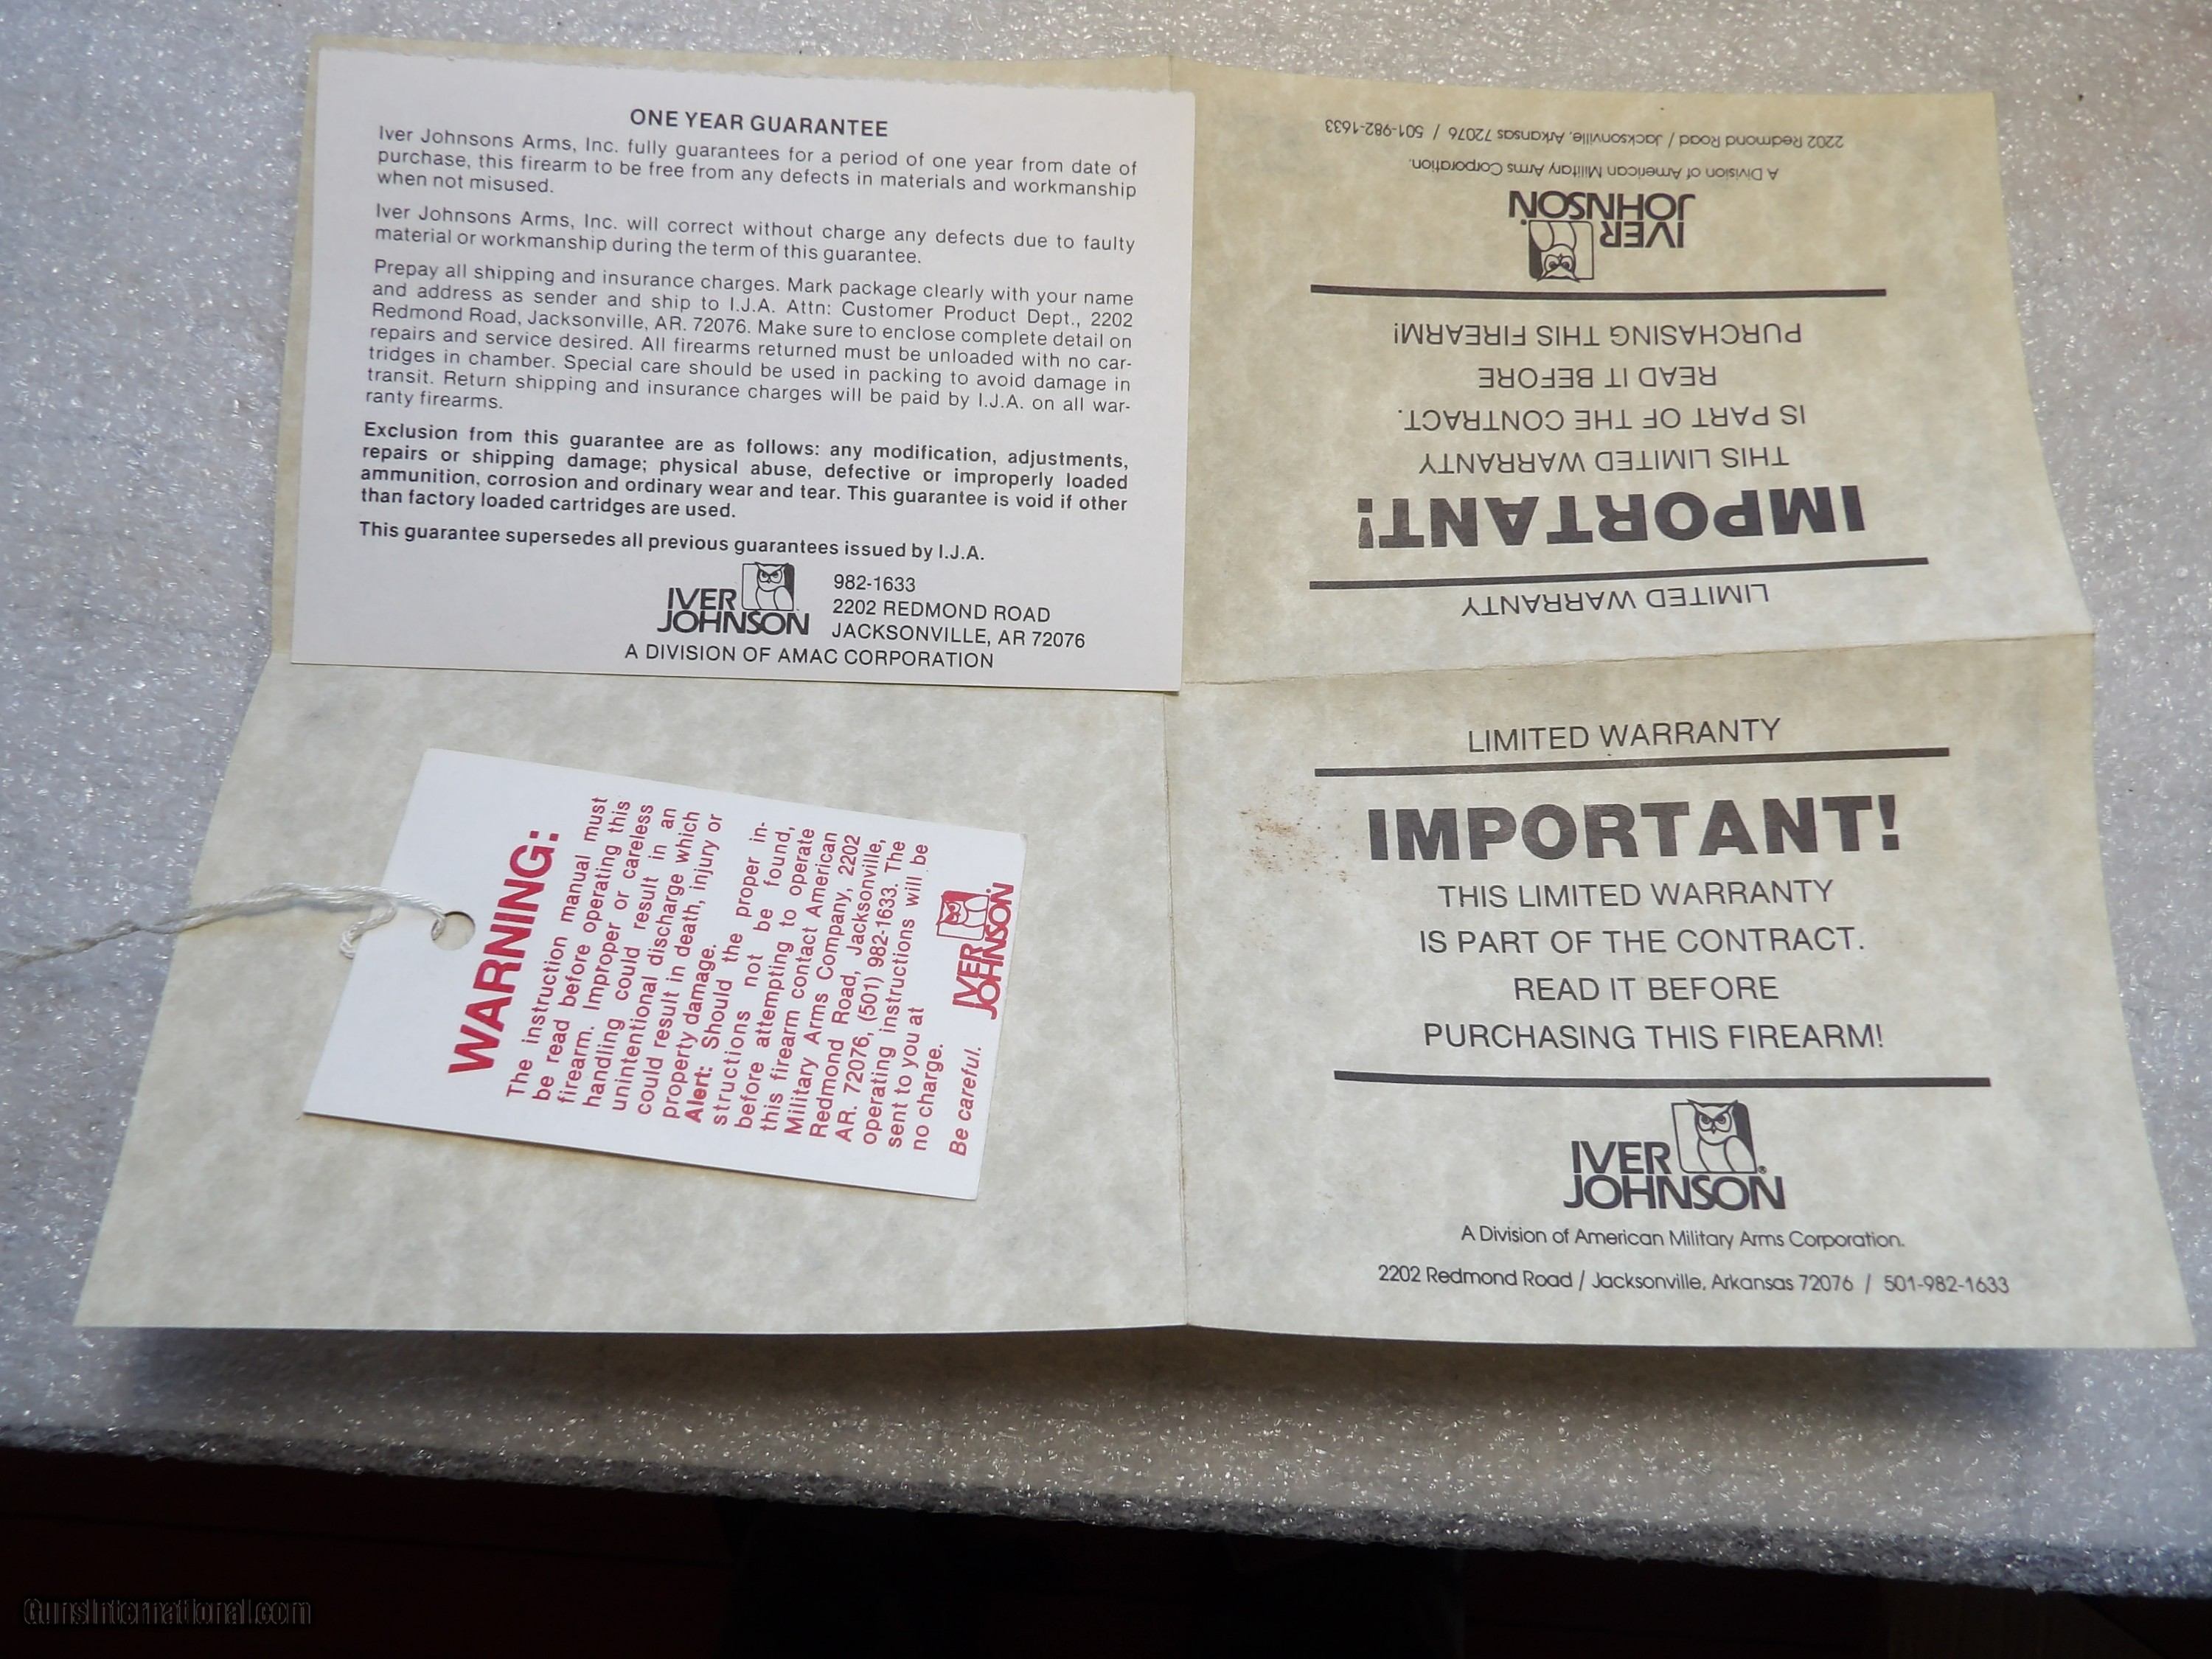 ONE YEAR GUARANTEE
Iver Johnsons Arms, Inc. fully guarantees for a period of one year from date of
purchase, this firearm to be free from any defects in materials and workmanship
when not misused.
Iver Johnsons Arms, Inc. will correct without charge any defects due to faulty
material or workmanship during the term of this guarantee.
Prepay all shipping and insurance charges. Mark package clearly with your name
and address as sender and ship to I.J.A. Attn: Customer Product Dept., 2202
Redmond Road, Jacksonville, AR. 72076. Make sure to enclose complete detail on
repairs and service desired. All firearms returned must be unloaded with no car-
tridges in chamber. Special care should be used in packing to avoid damage in
transit. Return shipping and insurance charges will be paid by I.J.A. on all war-
ranty firearms.
Exclusion from this guarantee are as follows: any modification, adjustments,
repairs or shipping damage; physical abuse, defective or improperly loaded
ammunition, corrosion and ordinary wear and tear. This guarantee is void if other
than factory loaded cartridges are used.
This guarantee supersedes all previous guarantees issued by I.J.A.
IVER
JOHNSON
982-1633
2202 REDMOND ROAD
JACKSONVILLE, AR 72076
A DIVISION OF AMAC CORPORATION
LIMITED WARRANTY
IMPORTANT!
THIS LIMITED WARRANTY
IS PART OF THE CONTRACT.
READ IT BEFORE
PURCHASING THIS FIREARM!
IVER
JOHNSON
A Division of American Military Arms Corporation.
2202 Redmond Road / Jacksonville, Arkansas 72076 / 501-982-1633
WARNING:
The instruction manual must
be read before operating this
firearm. Improper or careless
handling could result in an
unintentional discharge which
could result in death, injury or
property damage.
Alert: Should the proper in-
structions not be found,
before attempting to operate
this firearm contact American
Military Arms Company, 2202
Redmond Road, Jacksonville,
AR. 72076, (501) 982-1633. The
operating instructions will be
sent to you at
no charge.
Be careful.
IVER
JOHNSON
LIMITED WARRANTY
IMPORTANT!
THIS LIMITED WARRANTY
IS PART OF THE CONTRACT.
READ IT BEFORE
PURCHASING THIS FIREARM!
IVER
JOHNSON
A Division of American Military Arms Corporation.
2202 Redmond Road / Jacksonville, Arkansas 72076 / 501-982-1633
GunsInternational.com